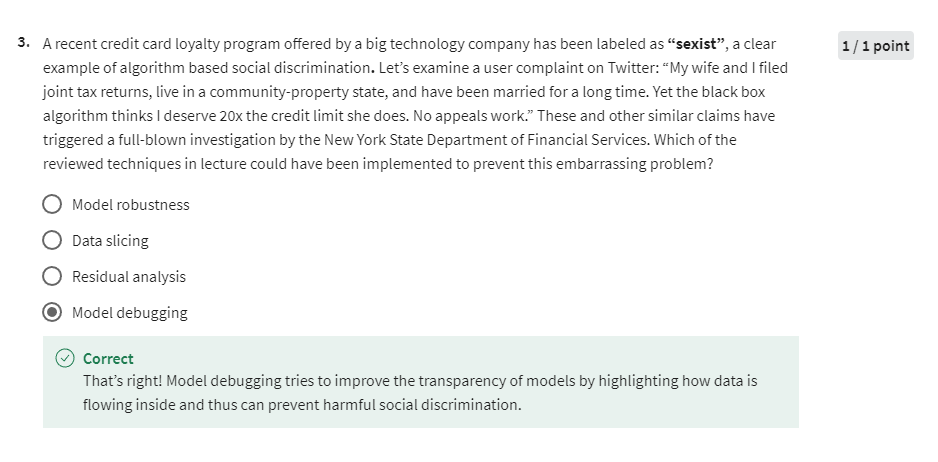 3. A recent credit card loyalty program offered by a big technology company has been labeled as “sexist”, a clear
1 / 1 point
example of algorithm based social discrimination. Let’s examine a user complaint on Twitter: “My wife and I filed
joint tax returns, live in a community-property state, and have been married for a long time. Yet the black box
algorithm thinks I deserve 20x the credit limit she does. No appeals work.” These and other similar claims have
triggered a full-blown investigation by the New York State Department of Financial Services. Which of the
reviewed techniques in lecture could have been implemented to prevent this embarrassing problem?
Model robustness
Data slicing
Residual analysis
Model debugging
Correct
That’s right! Model debugging tries to improve the transparency of models by highlighting how data is
flowing inside and thus can prevent harmful social discrimination.